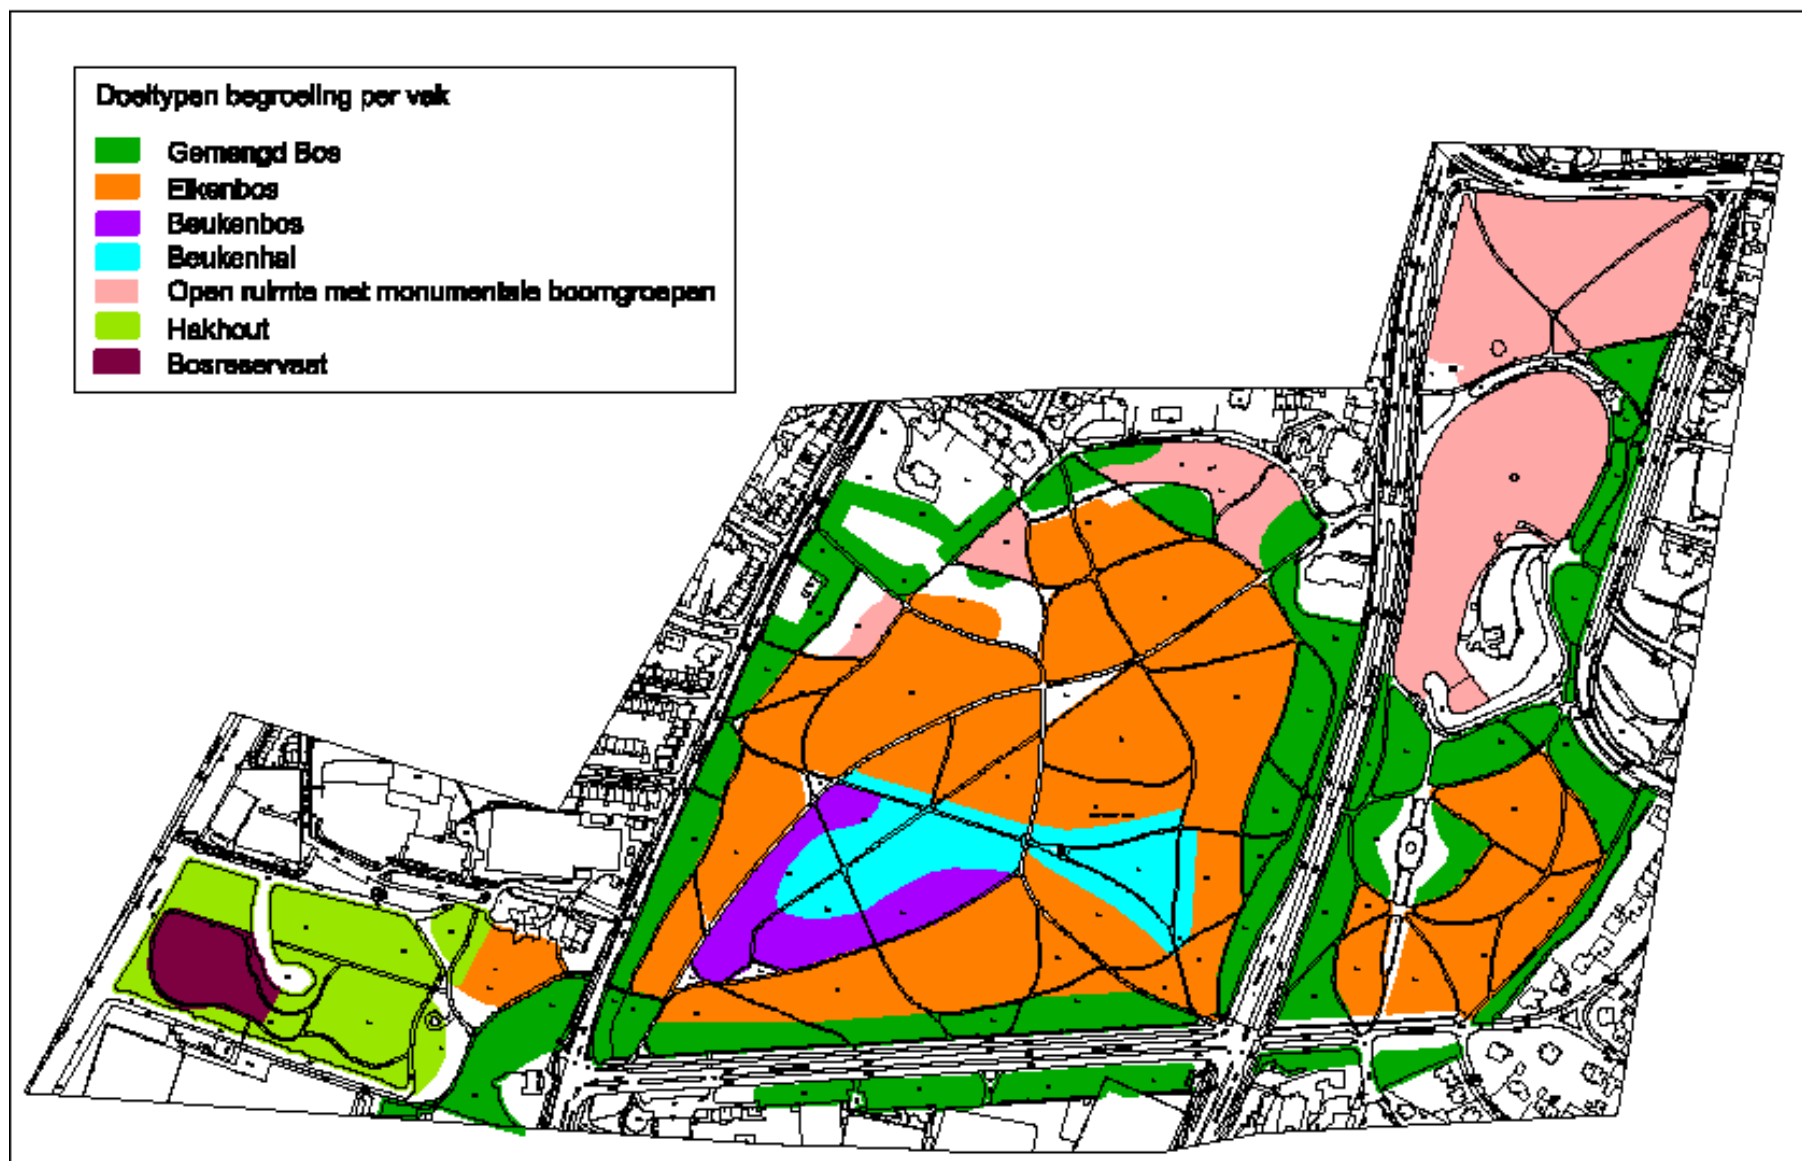 Doeltypen begroeiing per vak
Gemengd Bos
Eikenbos
Beukenbos
Beukenhal
Open ruimte met monumentale boomgroepen
Hakhout
Bosreservaat